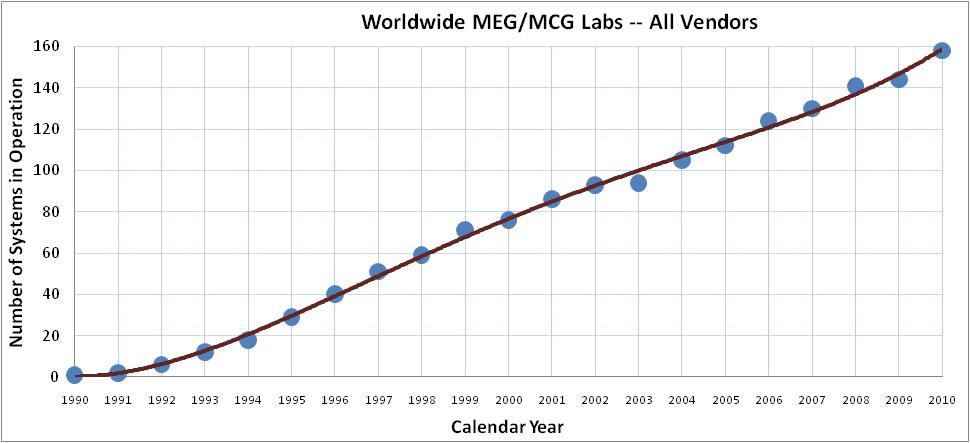 Worldwide MEG/MCG Labs -- All Vendors
Number of Systems in Operation
160
140
120
100
80
60
40
20
0
1990 1991 1992 1993 1994 1995 1996 1997 1998 1999 2000 2001 2002 2003 2004 2005 2006 2007 2008 2009 2010
Calendar Year